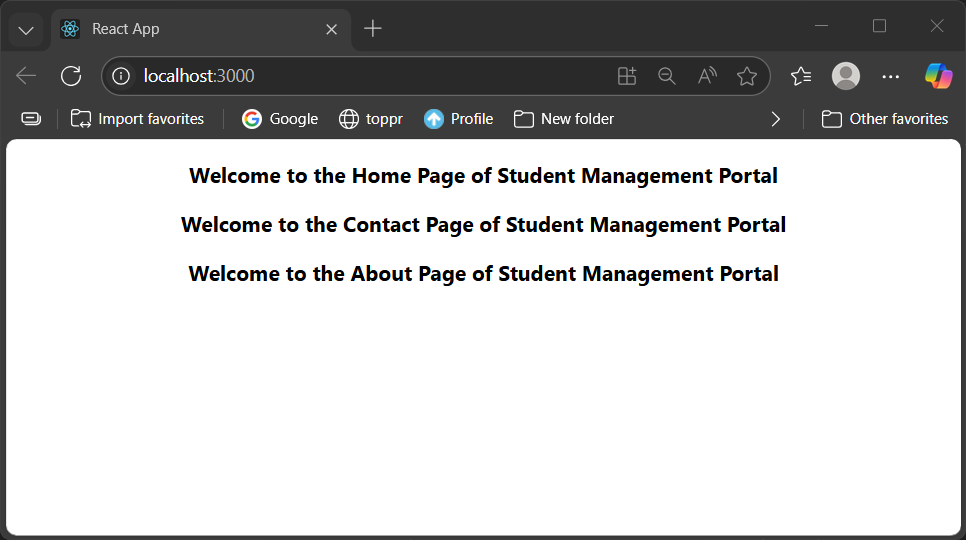 React App
localhost:3000
Import favorites Google toppr Profile New folder Other favorites
Welcome to the Home Page of Student Management Portal
Welcome to the Contact Page of Student Management Portal
Welcome to the About Page of Student Management Portal